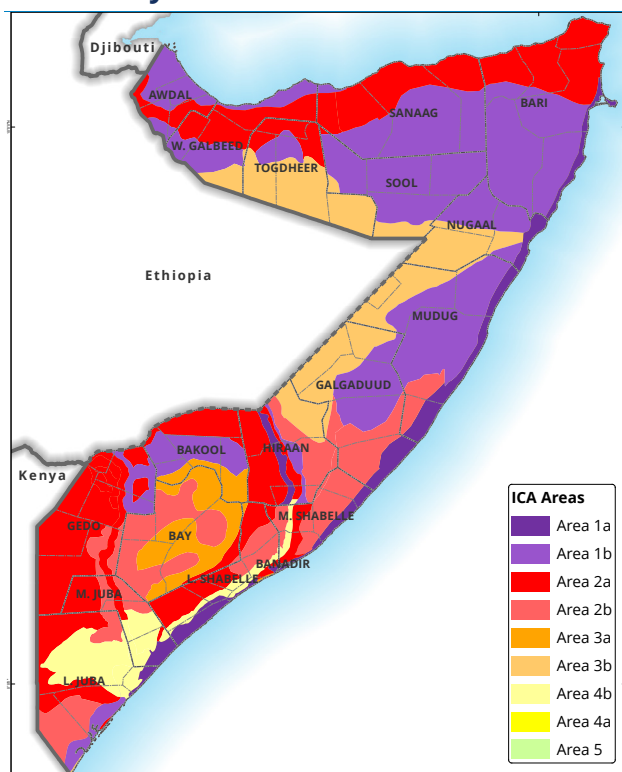 Djibouti
AWDAL
SANAAG
BARI
W. GALBEED
TOGDHEER
SOOL
NUGAAL
Ethiopia
MUDUG
GALGADUUD
HIRAAN
BAKOOL
Kenya
GEDO
BAY
M. SHABELLE
BANADIR
L. SHABELLE
M. JUBA
L. JUBA
ICA Areas
Area 1a
Area 1b
Area 2a
Area 2b
Area 3a
Area 3b
Area 4b
Area 4a
Area 5